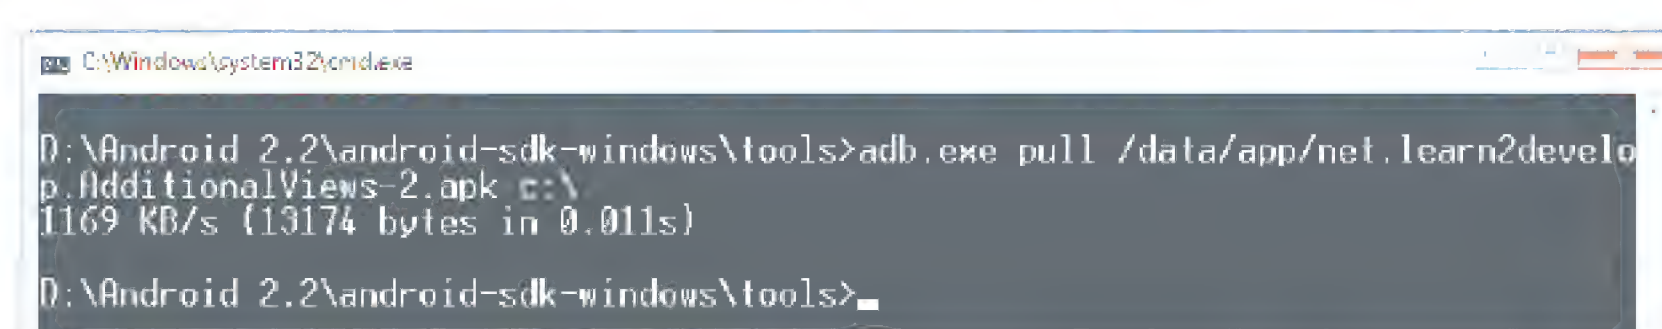 C:\Windows\system32\cmd.exe
D:\Android 2.2\android-sdk-windows\tools>adb.exe pull /data/app/net.learn2develo
p.AdditionalViews-2.apk c:\
1169 KB/s (13174 bytes in 0.011s)
D:\Android 2.2\android-sdk-windows\tools>_